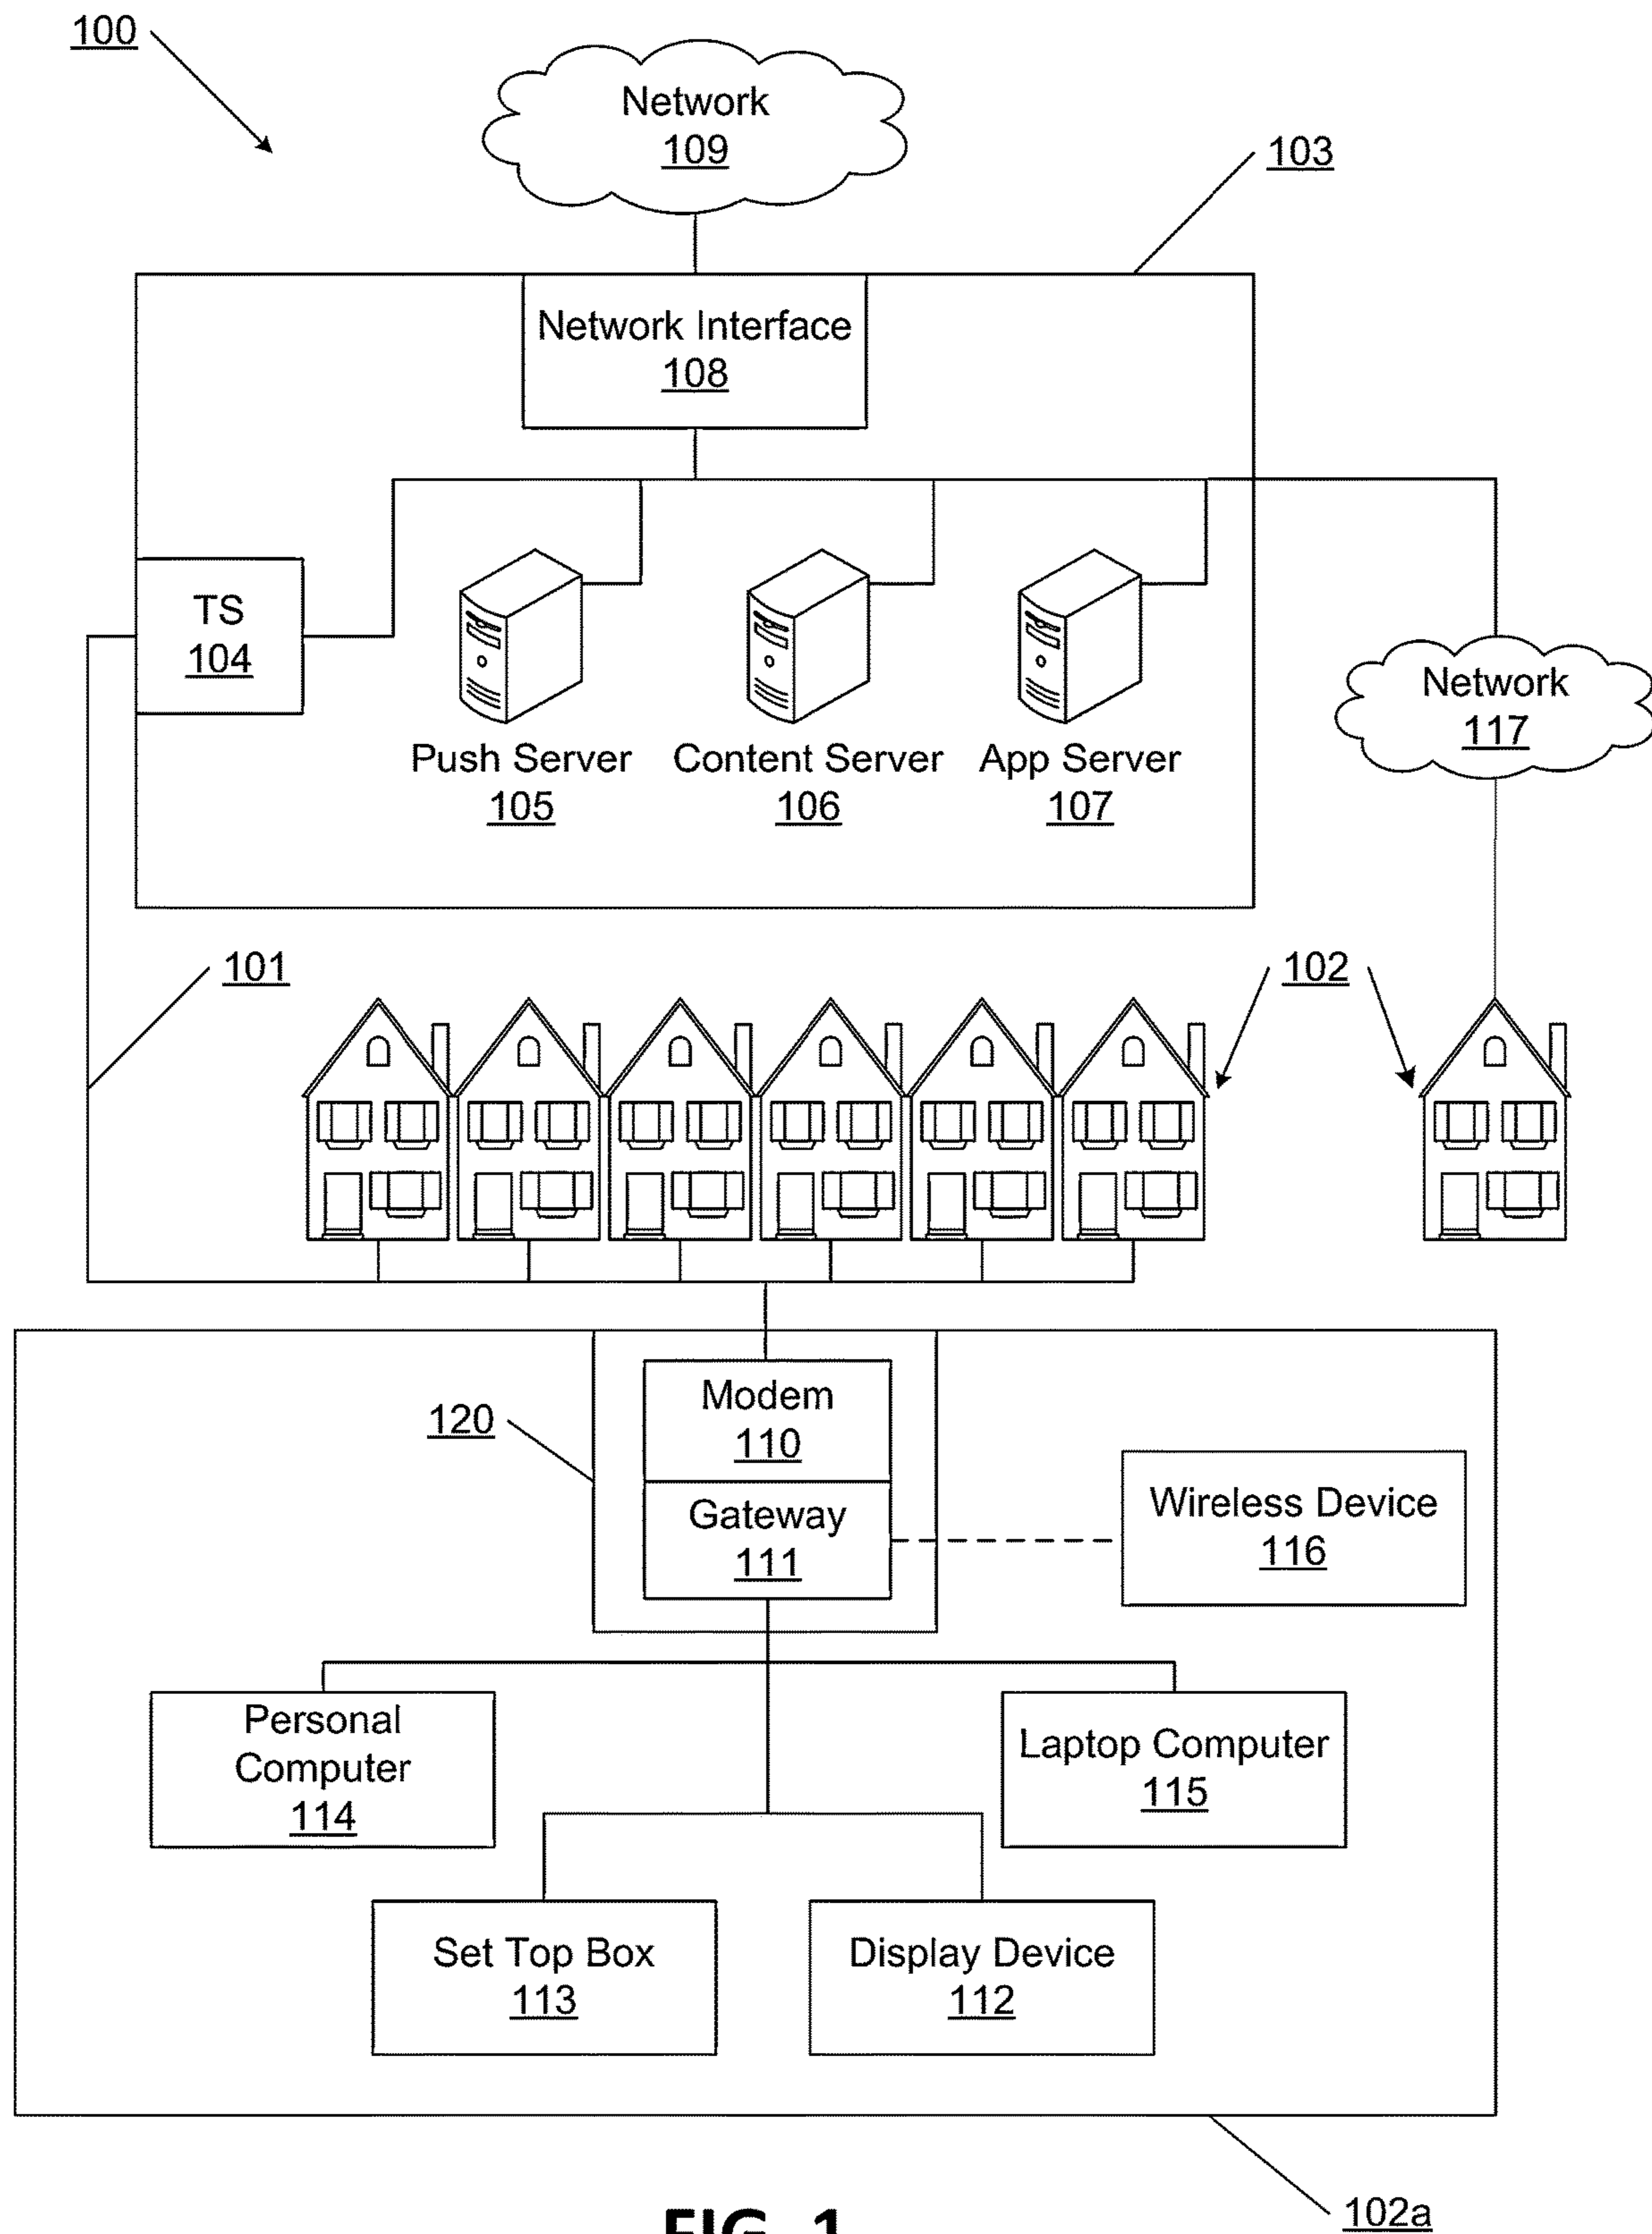 100
Network
109
103
Network Interface
108
TS
104
Push Server
105
Content Server
106
App Server
107
Network
117
101
102
120
Modem
110
Gateway
111
Wireless Device
116
Personal
Computer
114
Laptop Computer
115
Set Top Box
113
Display Device
112
102a
FIG. 1